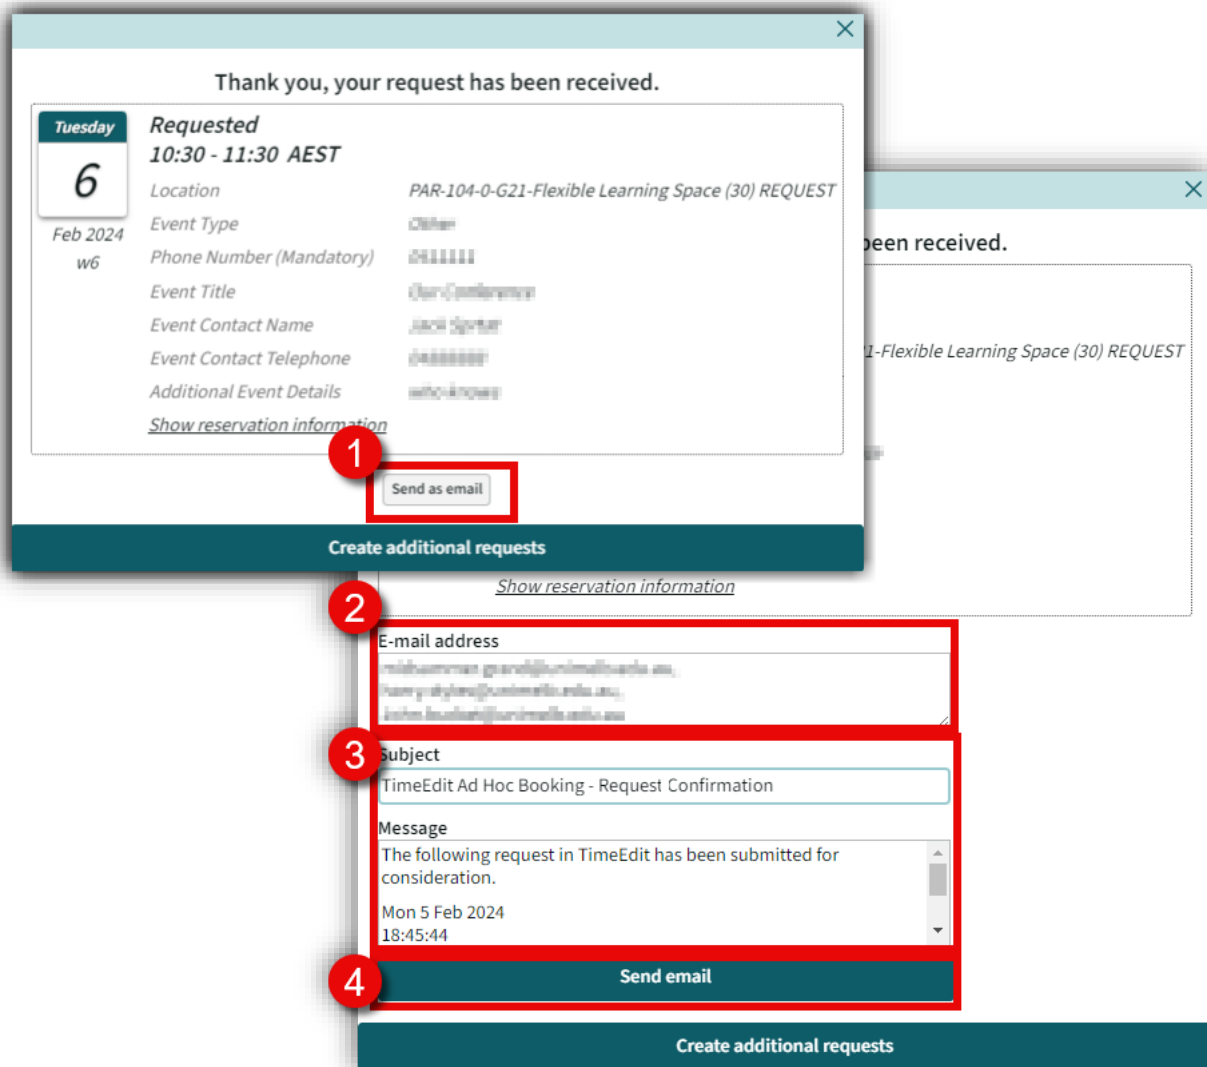 Thank you, your request has been received.
Tuesday
6
Feb 2024
w6
Requested
10:30 - 11:30 AEST
Location PAR-104-0-G21-Flexible Learning Space (30) REQUEST
Event Type
Phone Number (Mandatory)
Event Title
Event Contact Name
Event Contact Telephone
Additional Event Details
Show reservation information
1
Send as email
Create additional requests
been received.
1-Flexible Learning Space (30) REQUEST
Show reservation information
2
E-mail address
3
Subject
TimeEdit Ad Hoc Booking - Request Confirmation
Message
The following request in TimeEdit has been submitted for
consideration.
Mon 5 Feb 2024
18:45:44
4
Send email
Create additional requests